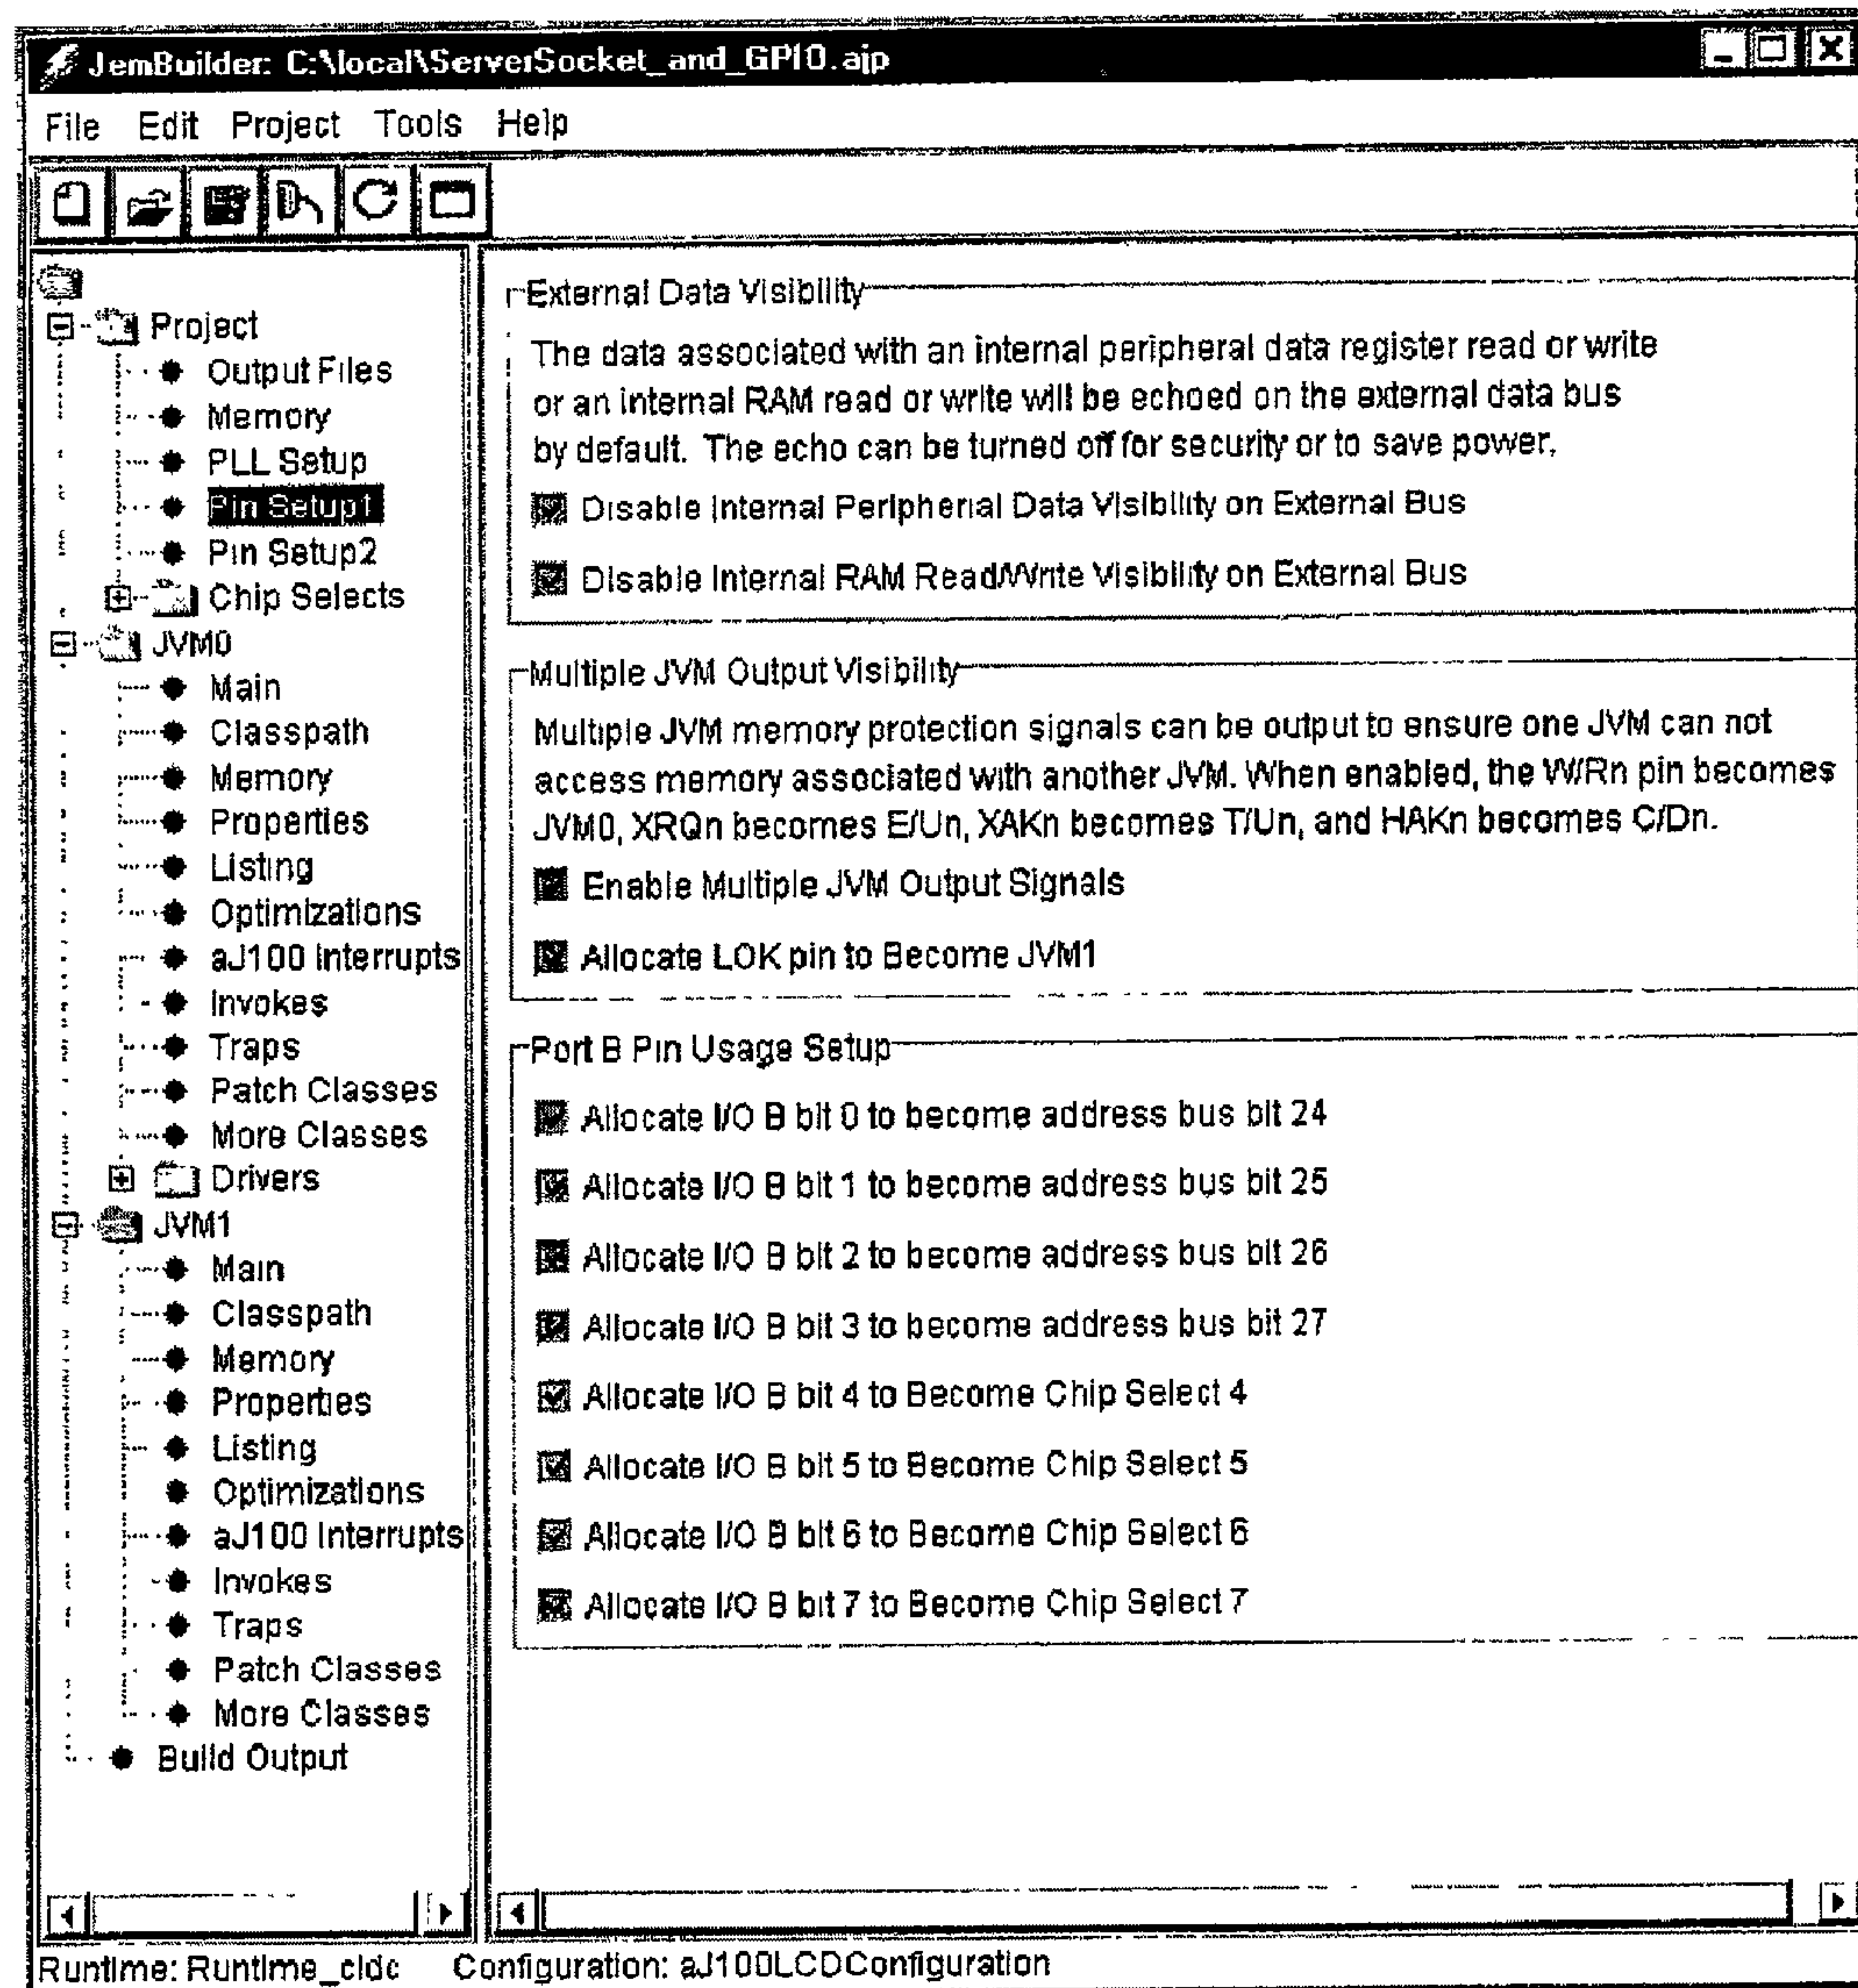 JemBuilder: C:\local\ServerSocket_and_GPIO.ajp
File Edit Project Tools Help
Project
Output Files
Memory
PLL Setup
Pin Setup1
Pin Setup2
Chip Selects
JVM0
Main
Classpath
Memory
Properties
Listing
Optimizations
aJ100 Interrupts
Invokes
Traps
Patch Classes
More Classes
Drivers
JVM1
Main
Classpath
Memory
Properties
Listing
Optimizations
aJ100 Interrupts
Invokes
Traps
Patch Classes
More Classes
Build Output
External Data Visibility
The data associated with an internal peripheral data register read or write
or an internal RAM read or write will be echoed on the external data bus
by default. The echo can be turned off for security or to save power.
Disable Internal Peripherial Data Visibility on External Bus
Disable Internal RAM Read/Write Visibility on External Bus
Multiple JVM Output Visibility
Multiple JVM memory protection signals can be output to ensure one JVM can not
access memory associated with another JVM. When enabled, the W/Rn pin becomes
JVM0, XRQn becomes E/Un, XAKn becomes T/Un, and HAKn becomes C/Dn.
Enable Multiple JVM Output Signals
Allocate LOK pin to Become JVM1
Port B Pin Usage Setup
Allocate I/O B bit 0 to become address bus bit 24
Allocate I/O B bit 1 to become address bus bit 25
Allocate I/O B bit 2 to become address bus bit 26
Allocate I/O B bit 3 to become address bus bit 27
Allocate I/O B bit 4 to Become Chip Select 4
Allocate I/O B bit 5 to Become Chip Select 5
Allocate I/O B bit 6 to Become Chip Select 6
Allocate I/O B bit 7 to Become Chip Select 7
Runtime: Runtime_cldc Configuration: aJ100LCDConfiguration